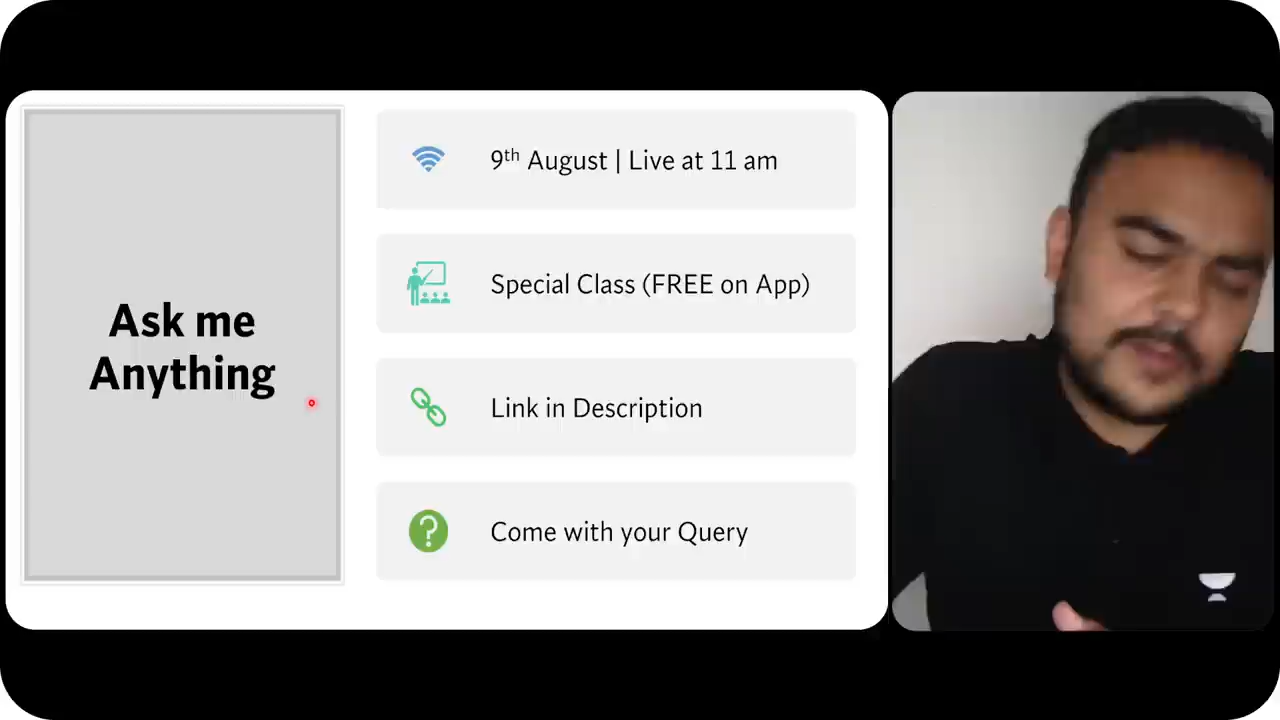 Ask me
Anything
9th August | Live at 11 am
Special Class (FREE on App)
Link in Description
Come with your Query